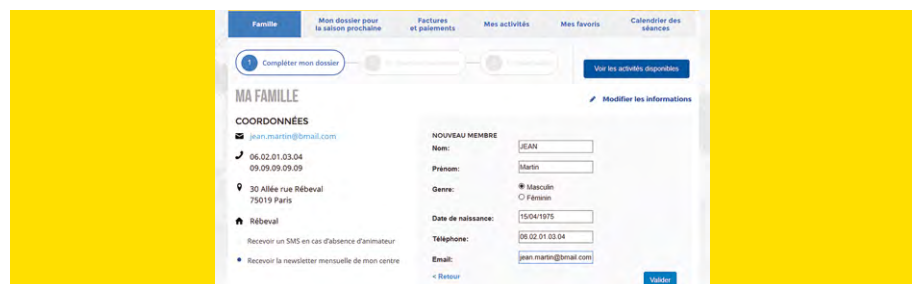 Famille
Mon dossier pour
la saison prochaine
Factures
et paiements
Mes activités
Mes favoris
Calendrier des
séances
1 Compléter mon dossier
Voir les activités disponibles
MA FAMILLE
Modifier les informations
COORDONNÉES
jean.martin@bmail.com
06.02.01.03.04
09.09.09.09.09
30 Allée rue Rébeval
75019 Paris
Rébeval
Recevoir un SMS en cas d'absence d'animateur
Recevoir la newsletter mensuelle de mon centre
NOUVEAU MEMBRE
Nom: JEAN
Prénom: Martin
Genre: Masculin
Féminin
Date de naissance: 15/04/1975
Téléphone: 06.02.01.03.04
Email: jean.martin@bmail.com
< Retour
Valider